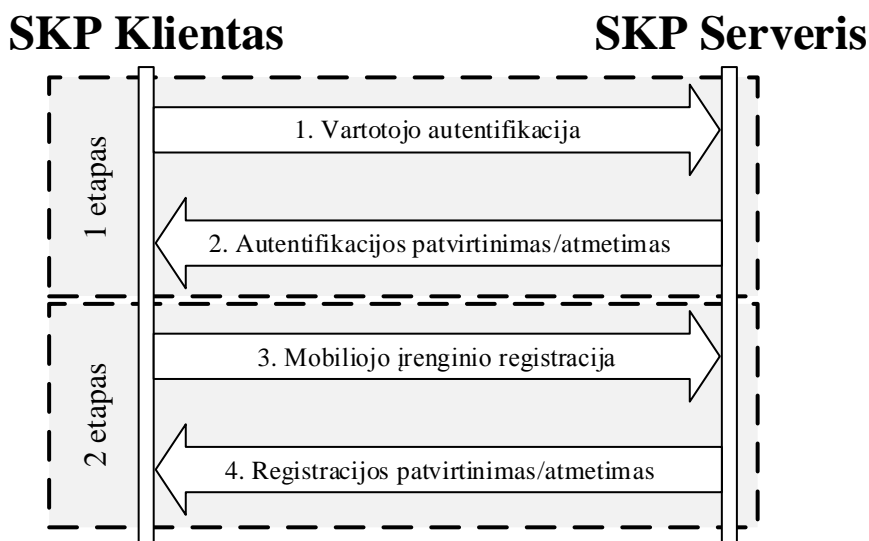 SKP Klientas
SKP Serveris
1 etapas
1. Vartotojo autentifikacija
2. Autentifikacijos patvirtinimas/atmetimas
2 etapas
3. Mobiliojo įrenginio registracija
4. Registracijos patvirtinimas/atmetimas